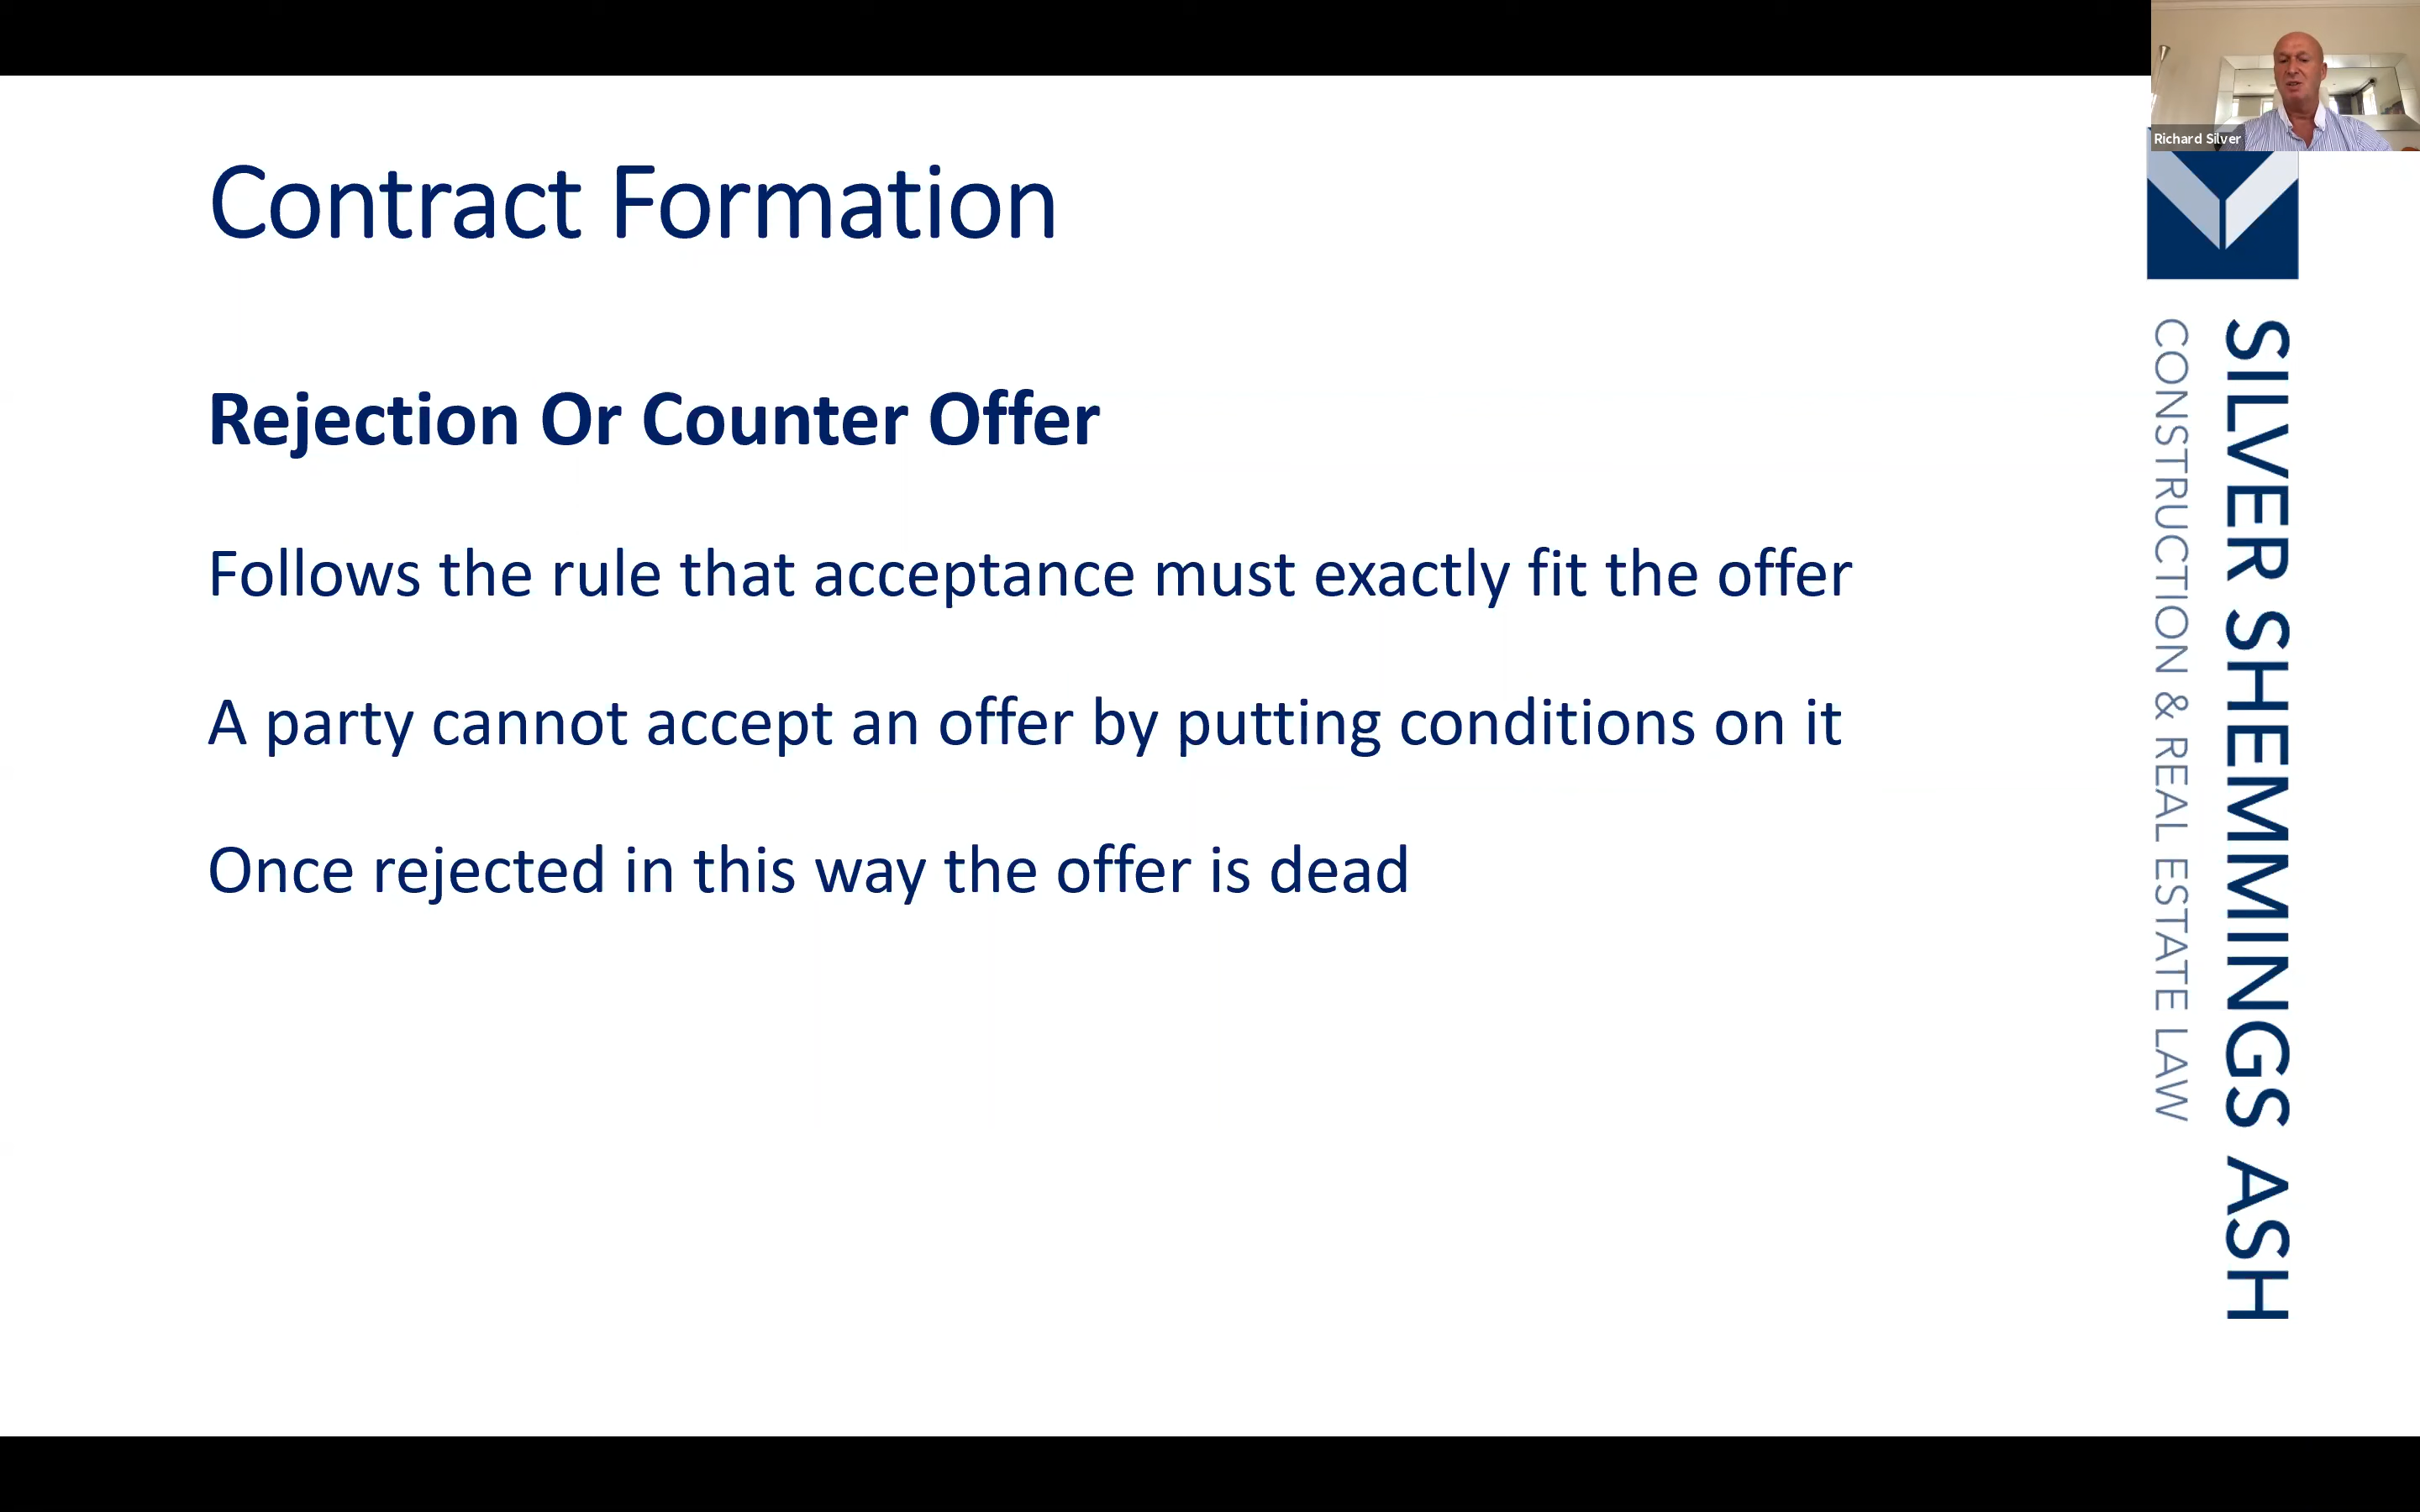 Contract Formation
Rejection Or Counter Offer
Follows the rule that acceptance must exactly fit the offer
A party cannot accept an offer by putting conditions on it
Once rejected in this way the offer is dead
Richard Silver
SILVER SHEMMINGS ASH
CONSTRUCTION & REAL ESTATE LAW